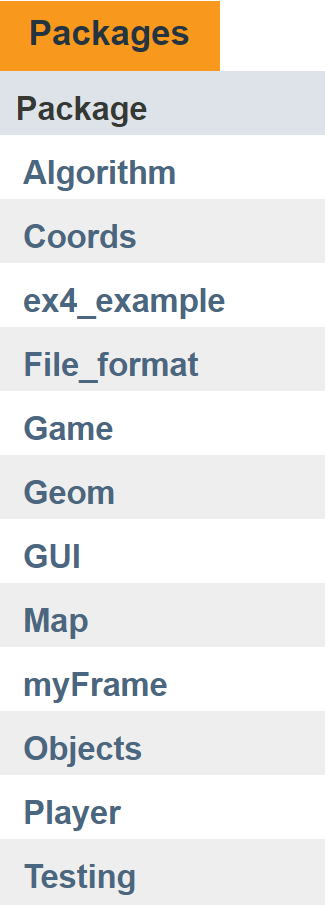 Packages
Package
Algorithm
Coords
ex4_example
File_format
Game
Geom
GUI
Map
myFrame
Objects
Player
Testing